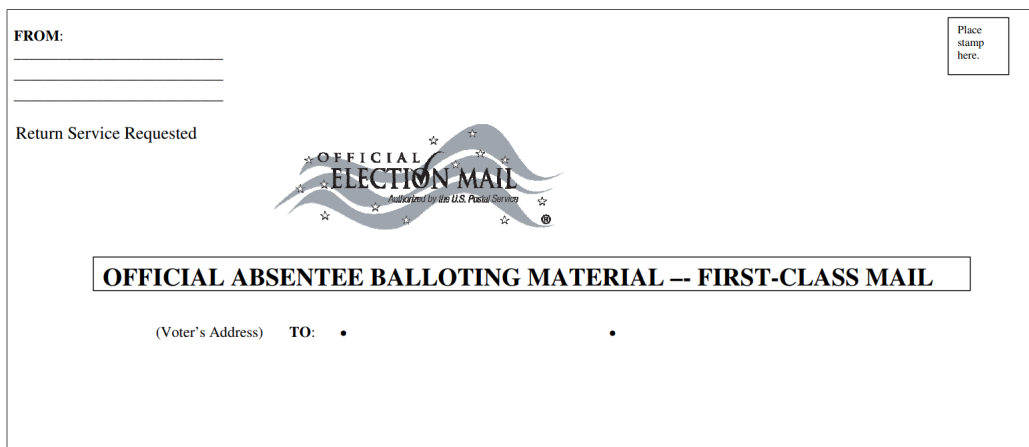 FROM:
Place
stamp
here.
Return Service Requested
OFFICIAL
ELECTION MAIL
Authorized by the U.S. Postal Service
®
OFFICIAL ABSENTEE BALLOTING MATERIAL –- FIRST-CLASS MAIL
(Voter’s Address) TO: • •